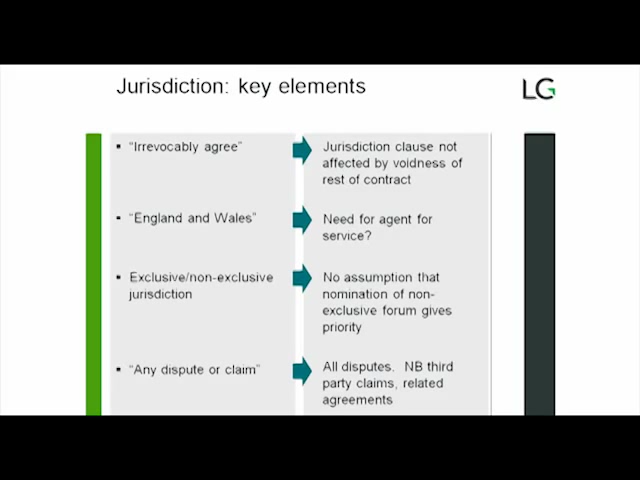 Jurisdiction: key elements
LG
▪ "Irrevocably agree"
Jurisdiction clause not
affected by voidness of
rest of contract
▪ "England and Wales"
Need for agent for
service?
▪ Exclusive/non-exclusive
jurisdiction
No assumption that
nomination of non-
exclusive forum gives
priority
▪ "Any dispute or claim"
All disputes. NB third
party claims, related
agreements